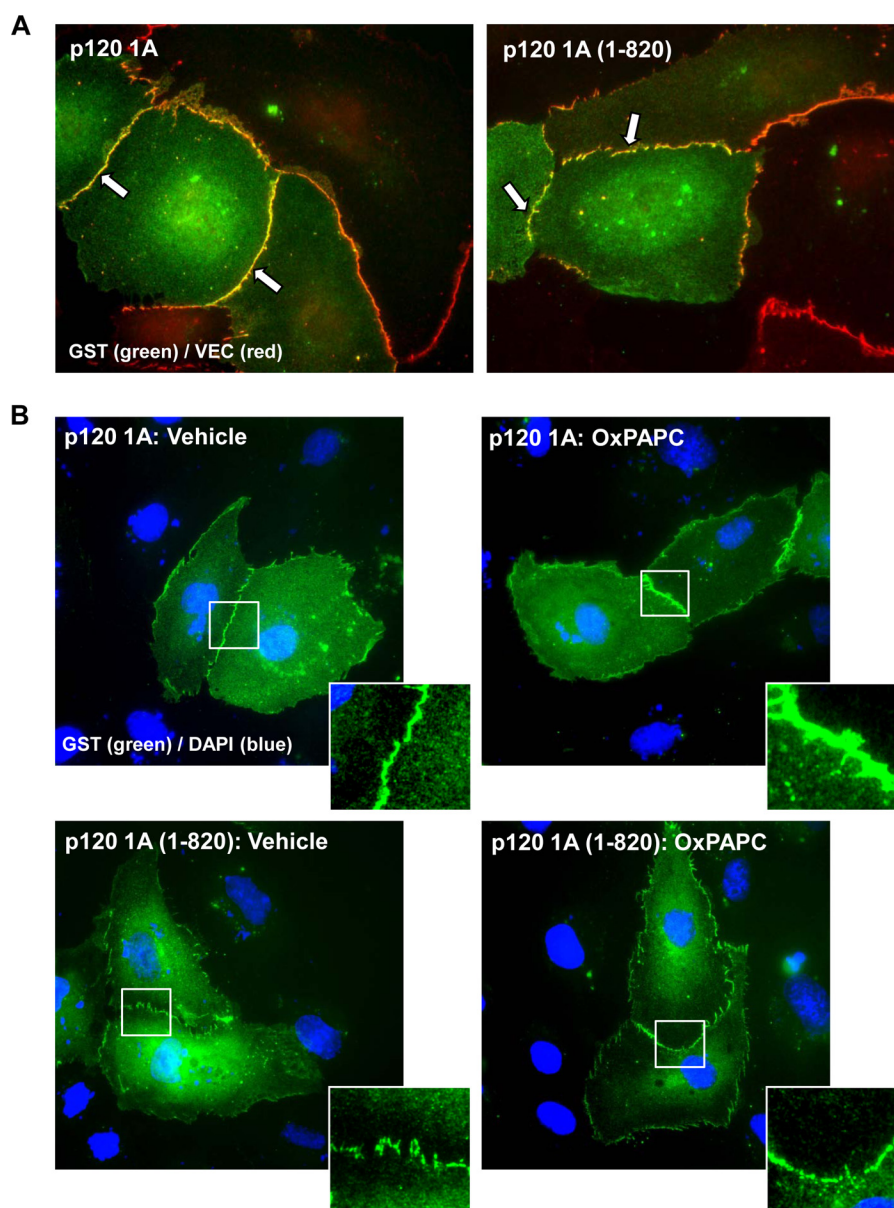 A
p120 1A
p120 1A (1-820)
GST (green) / VEC (red)
B
p120 1A: Vehicle
p120 1A: OxPAPC
GST (green) / DAPI (blue)
p120 1A (1-820): Vehicle
p120 1A (1-820): OxPAPC